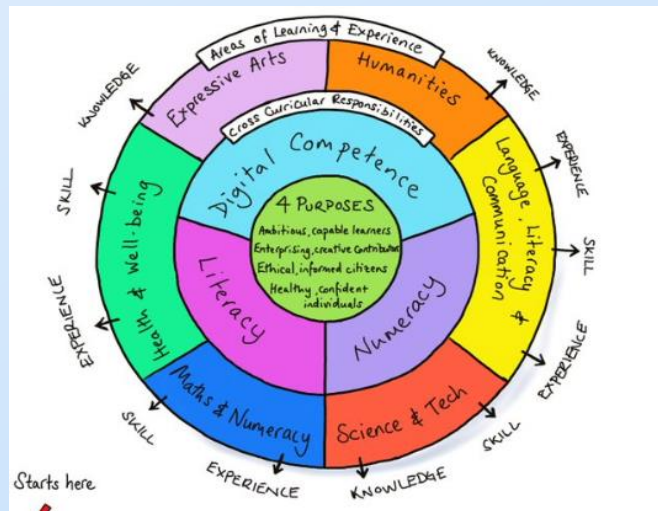 Areas of Learning & Experience
Expressive Arts
Humanities
Language, Literacy &
Communication
Science & Tech
Maths & Numeracy
Health & Well-being
Cross Curricular Responsibilities
Digital Competence
Numeracy
Literacy
4 PURPOSES
Ambitious, capable learners
Enterprising, creative contributors
Ethical, informed citizens
Healthy, confident
individuals
KNOWLEDGE
KNOWLEDGE
EXPERIENCE
SKILL
EXPERIENCE
SKILL
KNOWLEDGE
EXPERIENCE
SKILL
EXPERIENCE
SKILL
Starts here